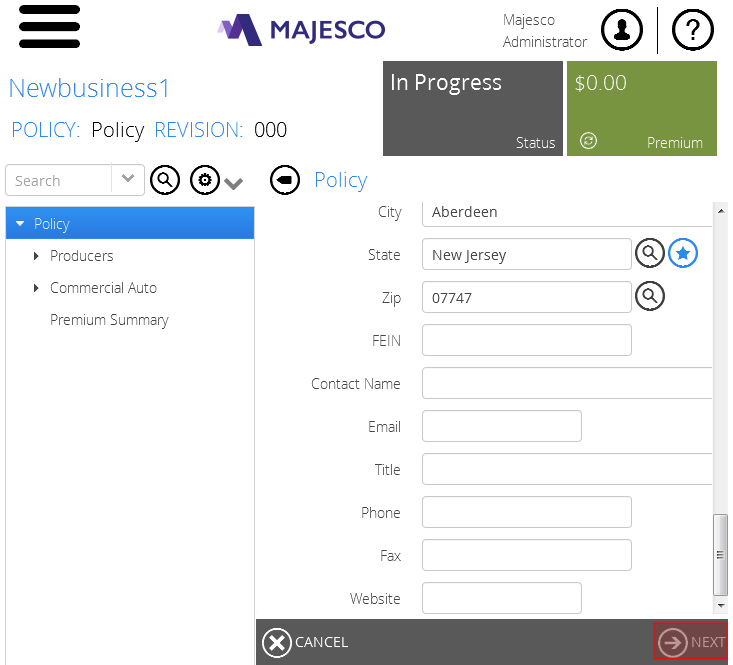 MAJESCO
Majesco
Administrator
?
Newbusiness1
POLICY: Policy REVISION: 000
In Progress
Status
$0.00
Premium
Search
Policy
Policy
Producers
Commercial Auto
Premium Summary
City Aberdeen
State New Jersey
Zip 07747
FEIN
Contact Name
Email
Title
Phone
Fax
Website
CANCEL
NEXT